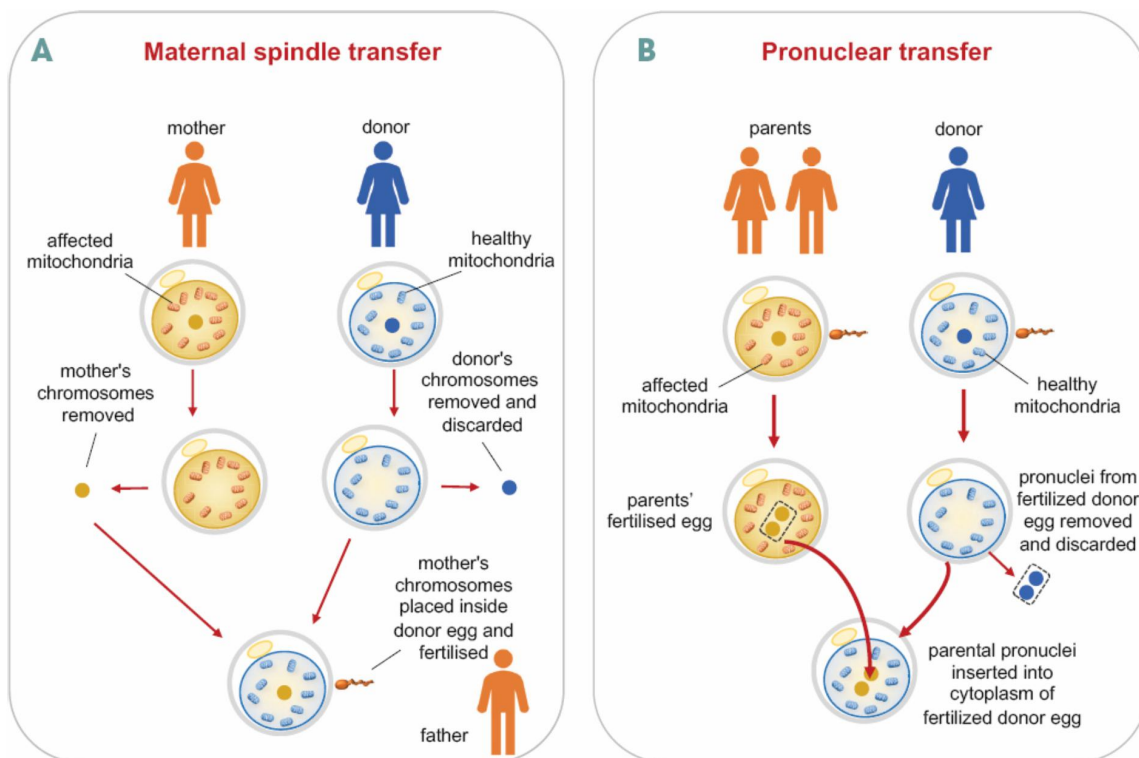 A
Maternal spindle transfer
mother
donor
affected
mitochondria
healthy
mitochondria
mother's
chromosomes
removed
donor's
chromosomes
removed and
discarded
mother's
chromosomes
placed inside
donor egg and
fertilised
father
B
Pronuclear transfer
parents
donor
affected
mitochondria
healthy
mitochondria
parents'
fertilised egg
pronuclei from
fertilized donor
egg removed
and discarded
parental pronuclei
inserted into
cytoplasm of
fertilized donor egg